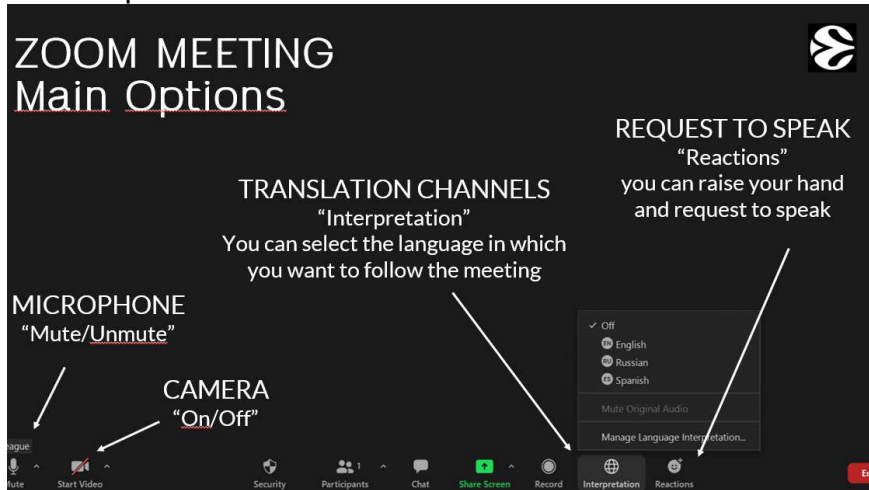 ZOOM MEETING
Main Options
REQUEST TO SPEAK
“Reactions”
you can raise your hand
and request to speak
TRANSLATION CHANNELS
“Interpretation”
You can select the language in which
you want to follow the meeting
MICROPHONE
“Mute/Unmute”
CAMERA
“On/Off”
✓ Off
EN English
RU Russian
ES Spanish
Mute Original Audio
Manage Language Interpretation...
eague
Mute
Start Video
Security
Participants 1
Chat
Share Screen
Record
Interpretation
Reactions